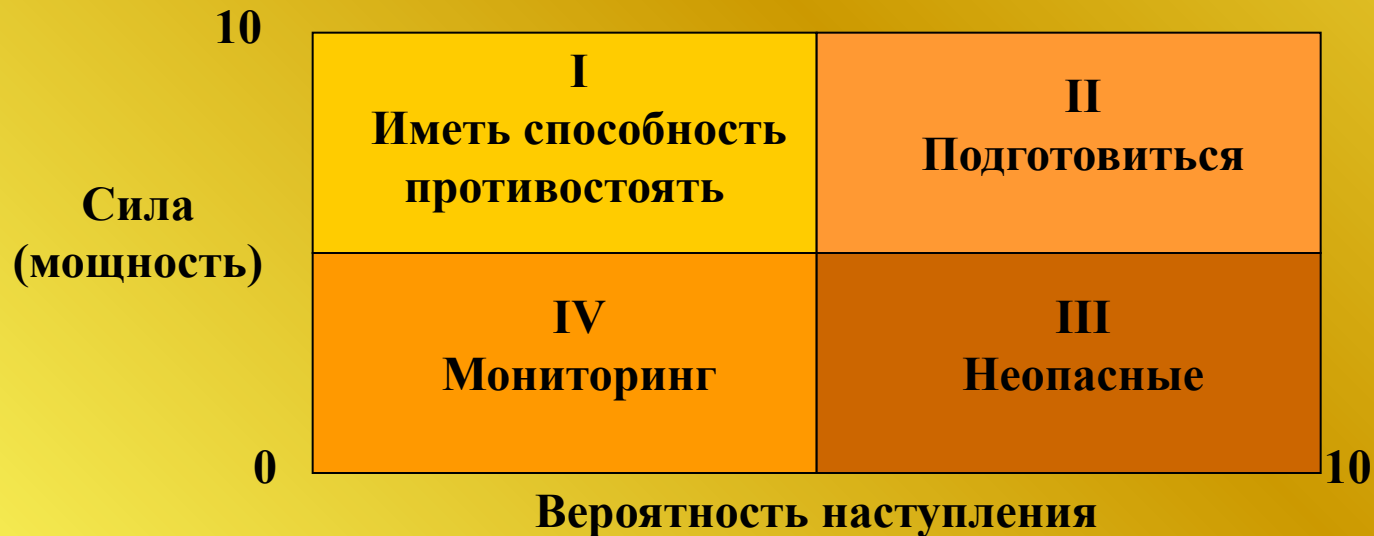 10
I
Иметь способность
противостоять
II
Подготовиться
Сила
(мощность)
IV
Мониторинг
III
Неопасные
0
10
Вероятность наступления